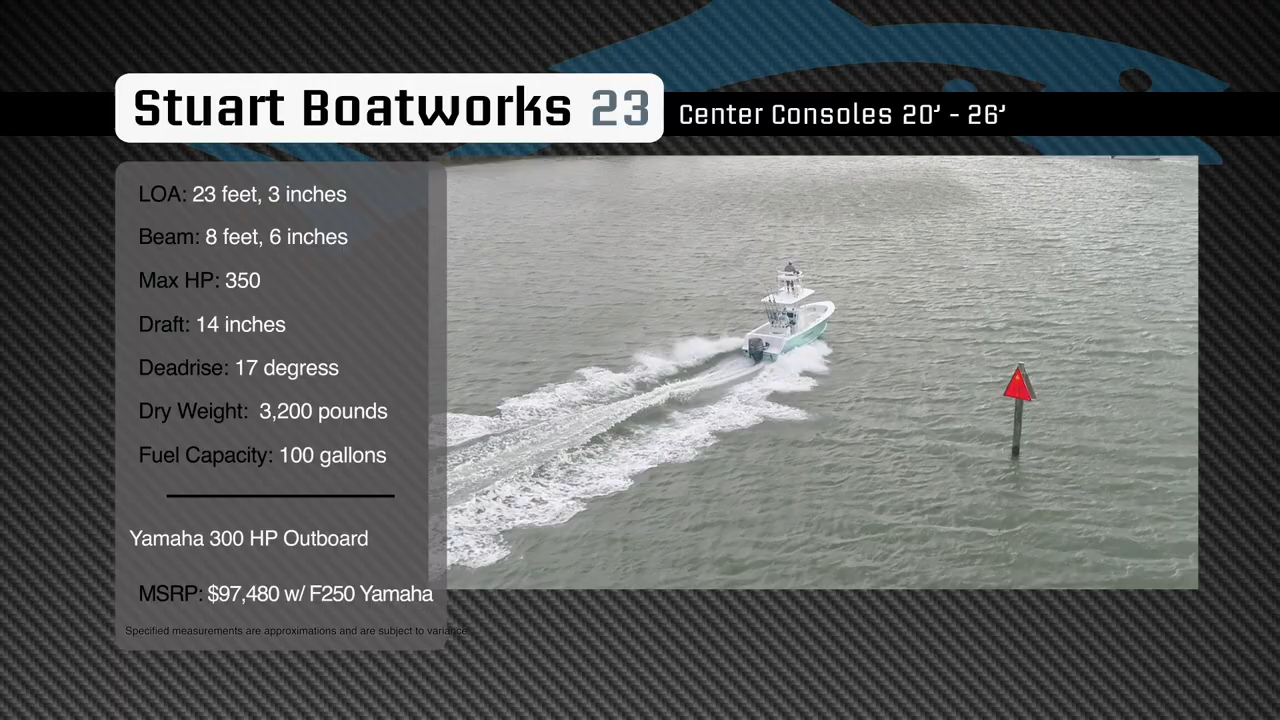 Stuart Boatworks 23
Center Consoles 20' - 26'
LOA: 23 feet, 3 inches
Beam: 8 feet, 6 inches
Max HP: 350
Draft: 14 inches
Deadrise: 17 degress
Dry Weight: 3,200 pounds
Fuel Capacity: 100 gallons
Yamaha 300 HP Outboard
MSRP: $97,480 w/ F250 Yamaha
Specified measurements are approximations and are subject to variance.